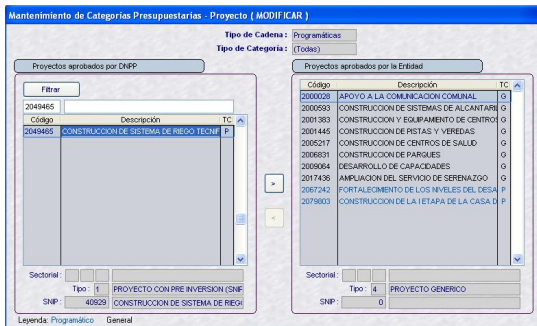 Mantenimiento de Categorías Presupuestarias - Proyecto ( MODIFICAR )
Tipo de Cadena : Programáticas
Tipo de Categoría : (Todas)
Proyectos aprobados por DNPP
Filtrar
2049465
Código Descripción TC
2049465 CONSTRUCCION DE SISTEMA DE RIEGO TECNIF P
Sectorial :
Tipo : 1 PROYECTO CON PRE INVERSION (SNIF
SNIP : 40929 CONSTRUCCION DE SISTEMA DE RIEG
>
<
Proyectos aprobados por la Entidad
Código Descripción TC
2000028 APOYO A LA COMUNICACION COMUNAL G
2000593 CONSTRUCCION DE SISTEMAS DE ALCANTARIL G
2001383 CONSTRUCCION Y EQUIPAMIENTO DE CENTROS G
2001445 CONSTRUCCION DE PISTAS Y VEREDAS G
2005217 CONSTRUCCION DE CENTROS DE SALUD G
2006831 CONSTRUCCION DE PARQUES G
2009064 DESARROLLO DE CAPACIDADES G
2017436 AMPLIACION DEL SERVICIO DE SERENAZGO G
2067242 FORTALECIMIENTO DE LOS NIVELES DEL DESA P
2079803 CONSTRUCCION DE LA I ETAPA DE LA CASA D P
Sectorial :
Tipo : 4 PROYECTO GENERICO
SNIP : 0
Leyenda: Programático General